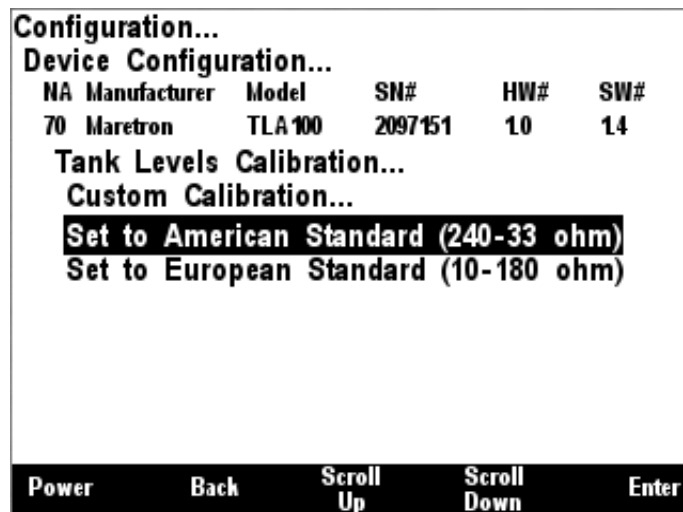 Configuration...
Device Configuration...
NA Manufacturer Model SN# HW# SW#
70 Maretron TLA100 2097151 1.0 1.4
Tank Levels Calibration...
Custom Calibration...
Set to American Standard (240-33 ohm)
Set to European Standard (10-180 ohm)
Power Back Scroll Up Scroll Down Enter